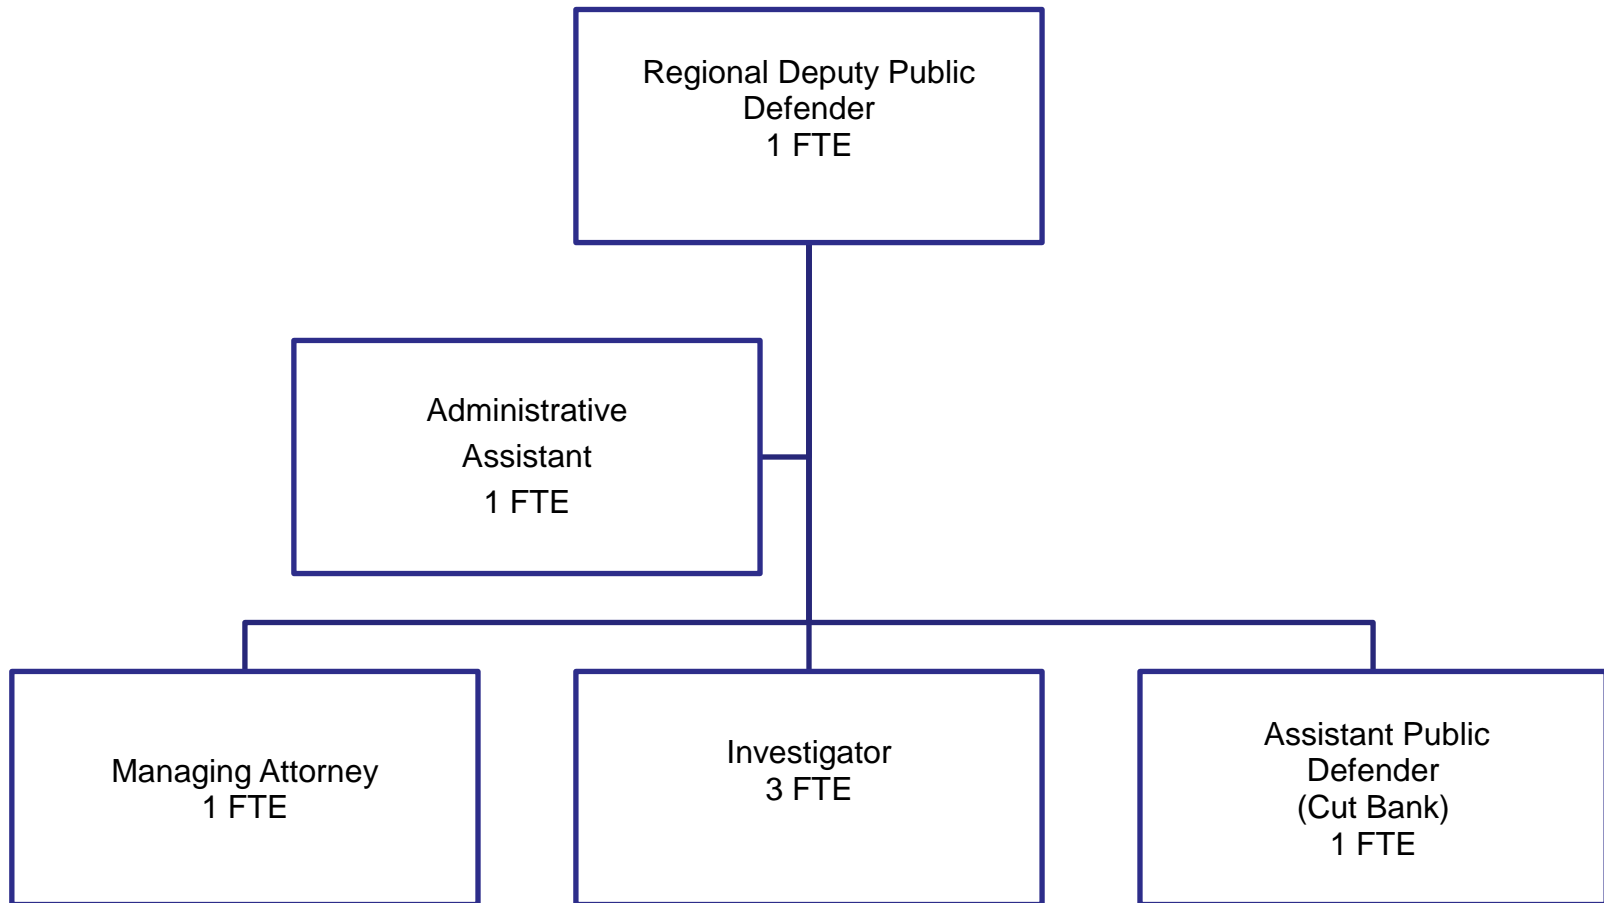 Regional Deputy Public
Defender
1 FTE
Administrative
Assistant
1 FTE
Managing Attorney
1 FTE
Investigator
3 FTE
Assistant Public
Defender
(Cut Bank)
1 FTE